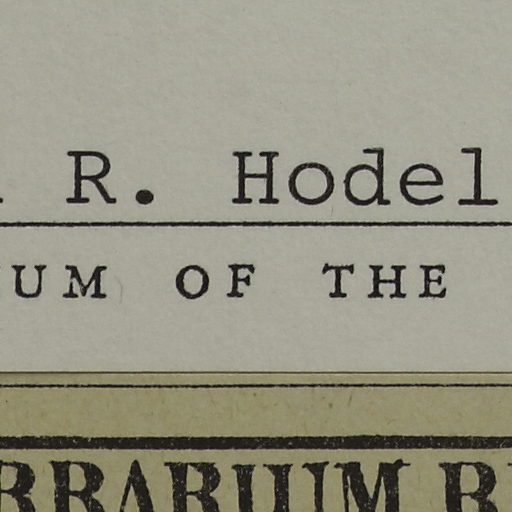 R. Hodel
UM OF THE
RBARIUM B